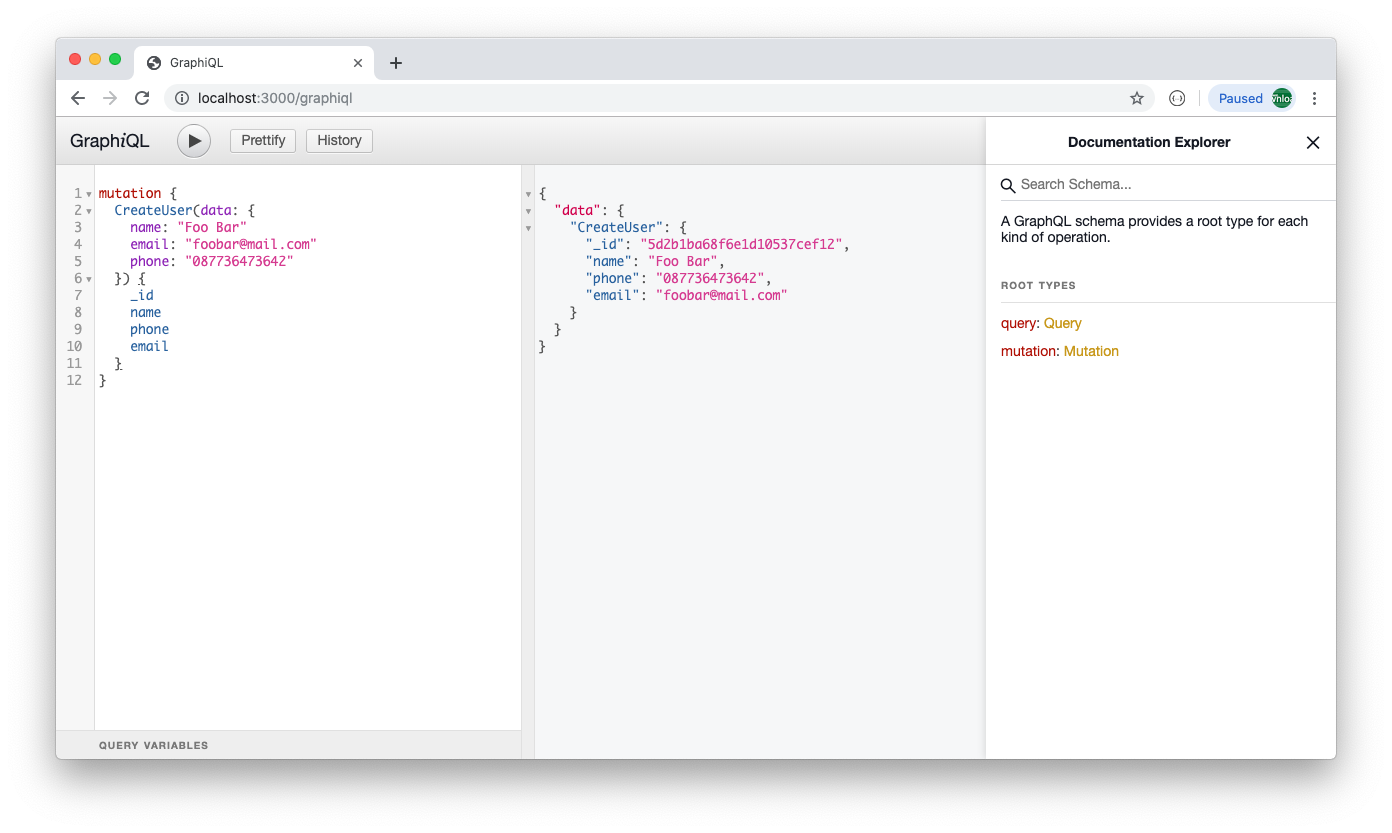 GraphiQL
localhost:3000/graphiql
Paused
GraphiQL
Prettify
History
1 mutation {
2 CreateUser(data: {
3 name: "Foo Bar"
4 email: "foobar@mail.com"
5 phone: "087736473642"
6 }) {
7 _id
8 name
9 phone
10 email
11 }
12 }
QUERY VARIABLES
{
"data": {
"CreateUser": {
"_id": "5d2b1ba68f6e1d10537cef12",
"name": "Foo Bar",
"phone": "087736473642",
"email": "foobar@mail.com"
}
}
}
Documentation Explorer
Search Schema...
A GraphQL schema provides a root type for each
kind of operation.
ROOT TYPES
query: Query
mutation: Mutation